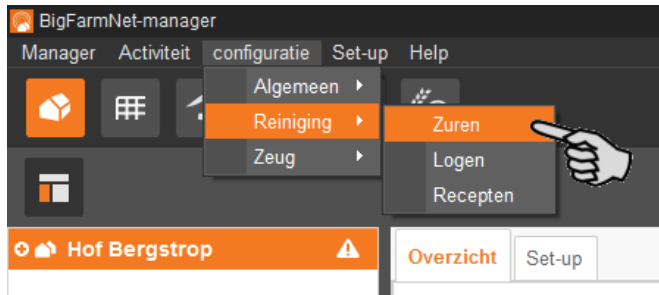 BigFarmNet-manager
Manager Activiteit configuratie Set-up Help
Algemeen
Reiniging
Zuren
Zeug
Logen
Recepten
Hof Bergstrop
Overzicht
Set-up